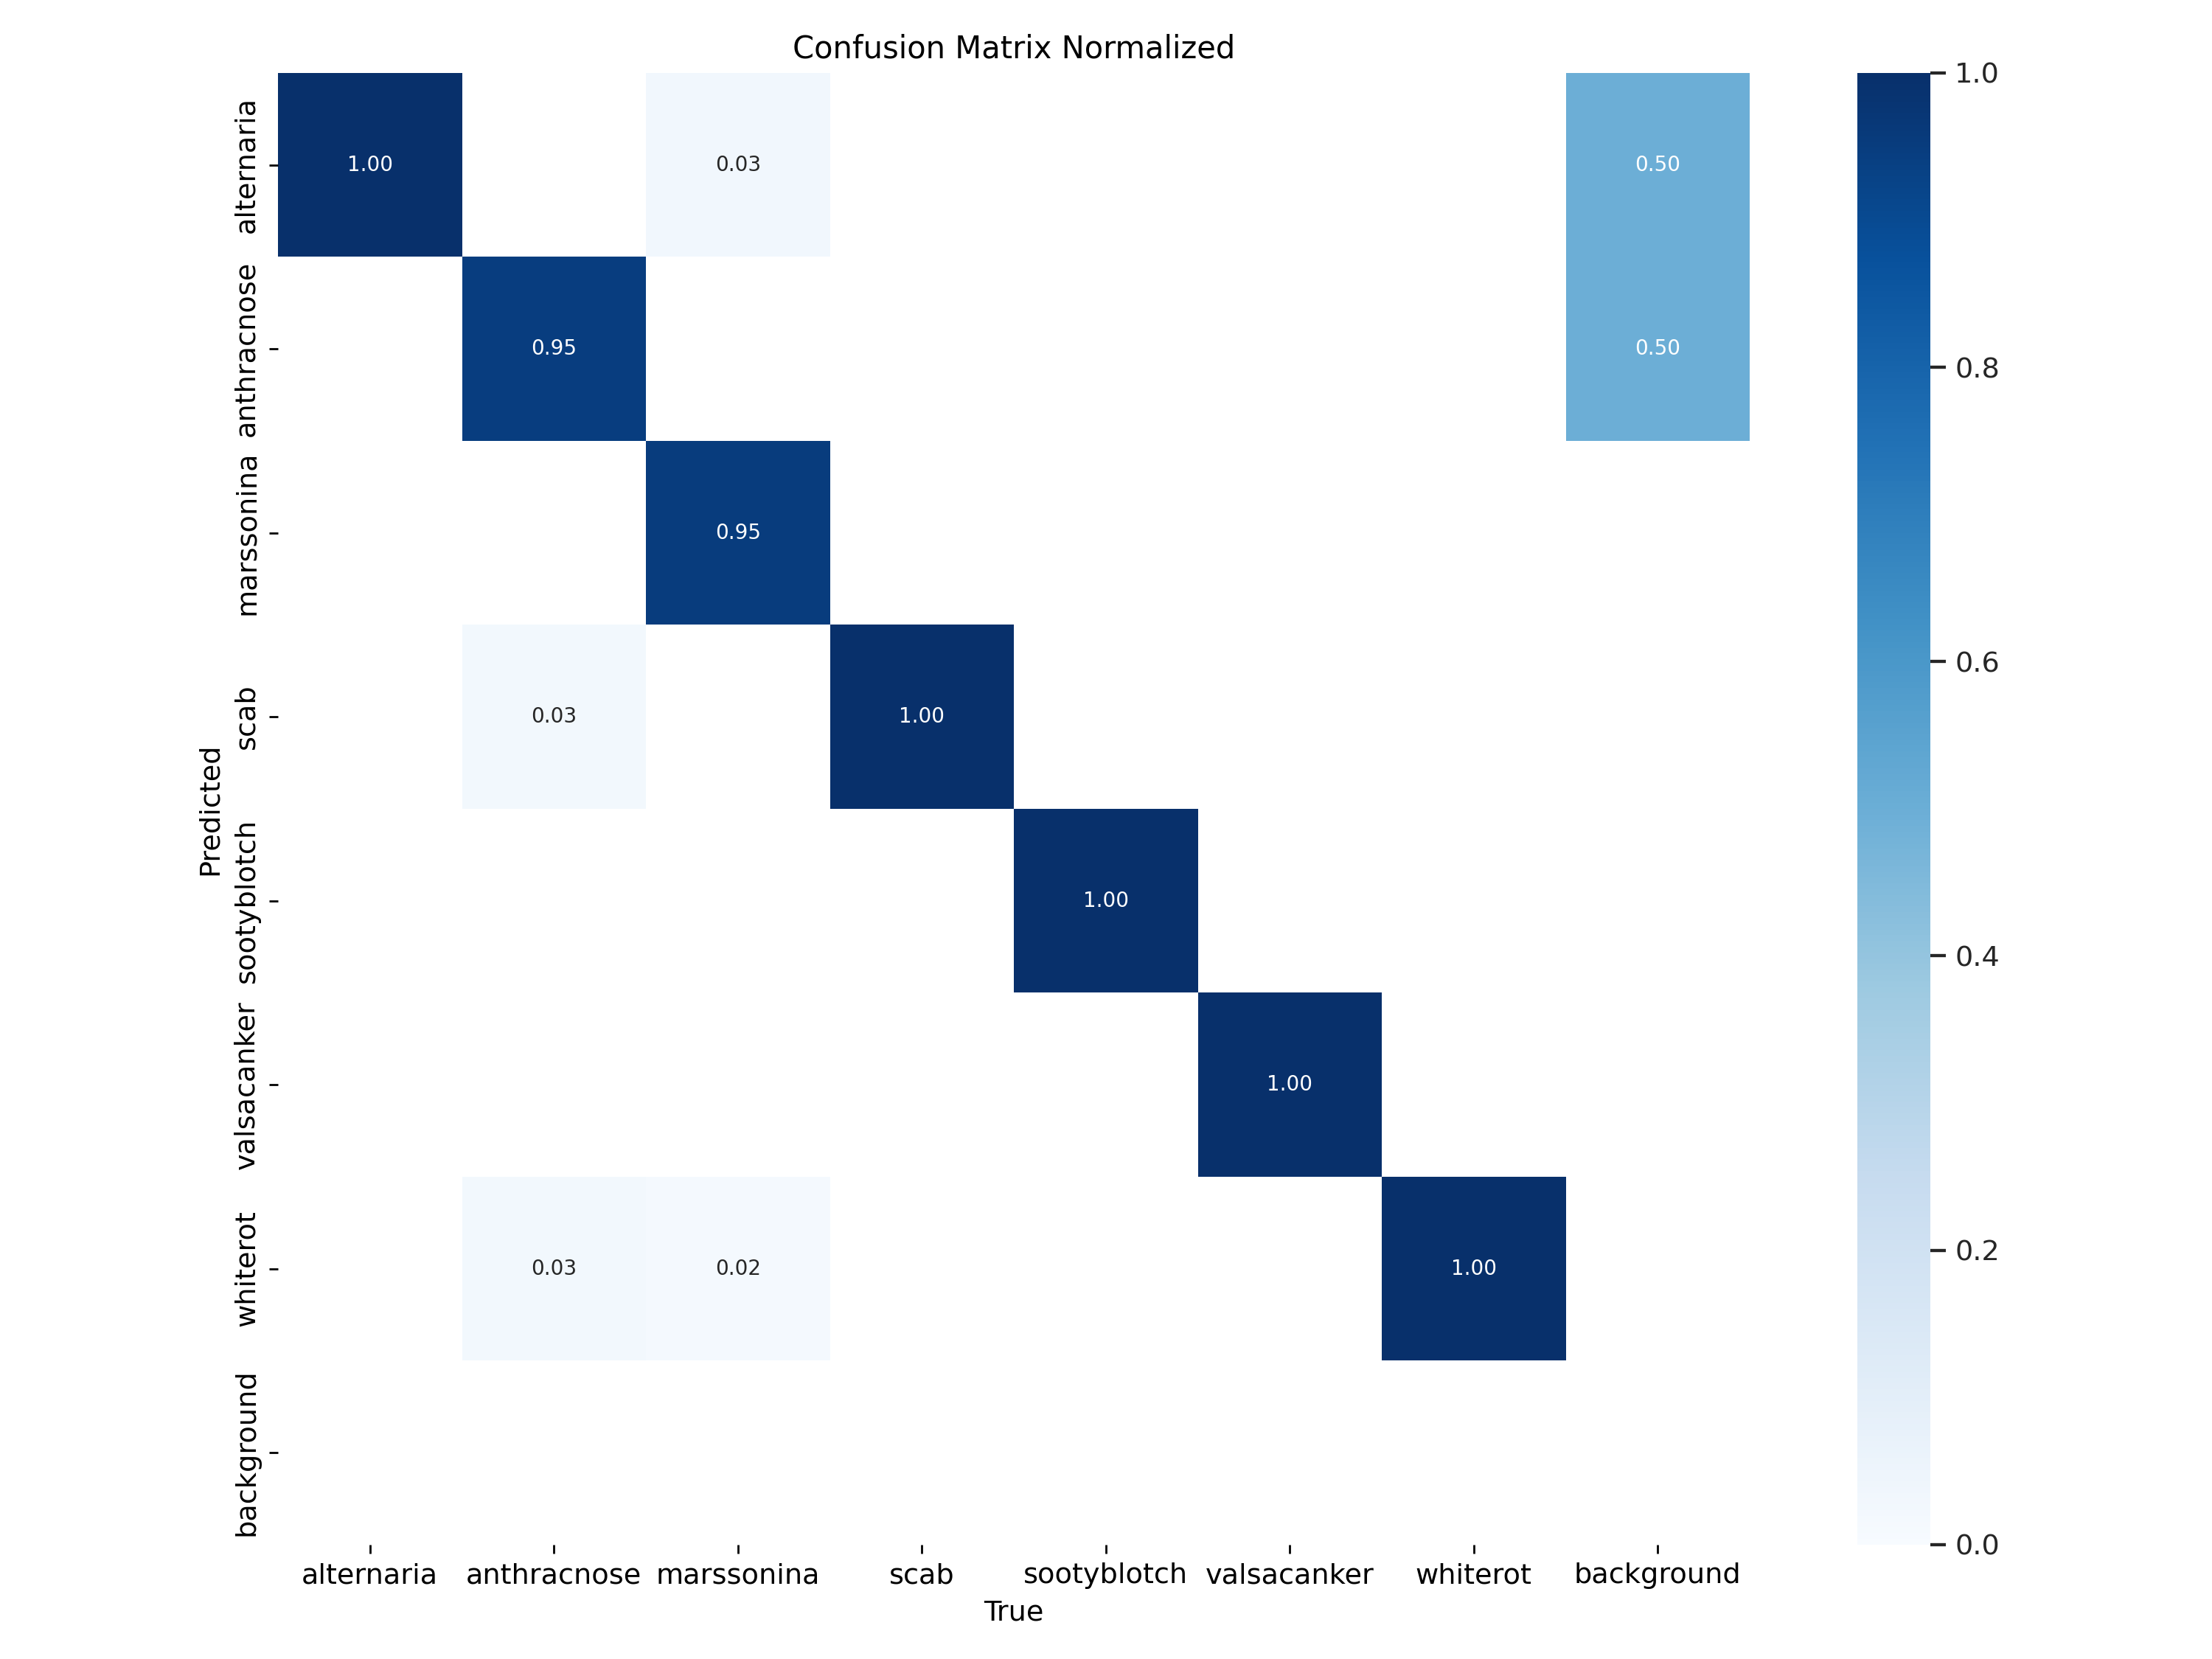 Confusion Matrix Normalized
alternaria
1.00
0.03
0.50
1.0
anthracnose
0.95
0.50
0.8
marssonina
0.95
0.6
scab
0.03
1.00
Predicted
sootyblotch
1.00
0.4
valsacanker
1.00
whiterot
0.03
0.02
1.00
0.2
background
0.0
alternaria anthracnose marssonina scab sootyblotch valsacanker whiterot background
True